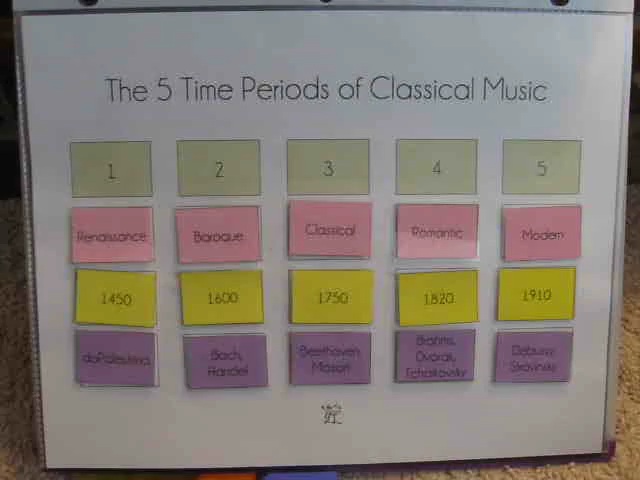 The 5 Time Periods of Classical Music
1 2 3 4 5
Renaissance Baroque Classical Romantic Modern
1450 1600 1750 1820 1910
daPalestrina Bach, Handel Beethoven, Mozart Brahms, Dvorak, Tchaikovsky Debussy, Stravinsky